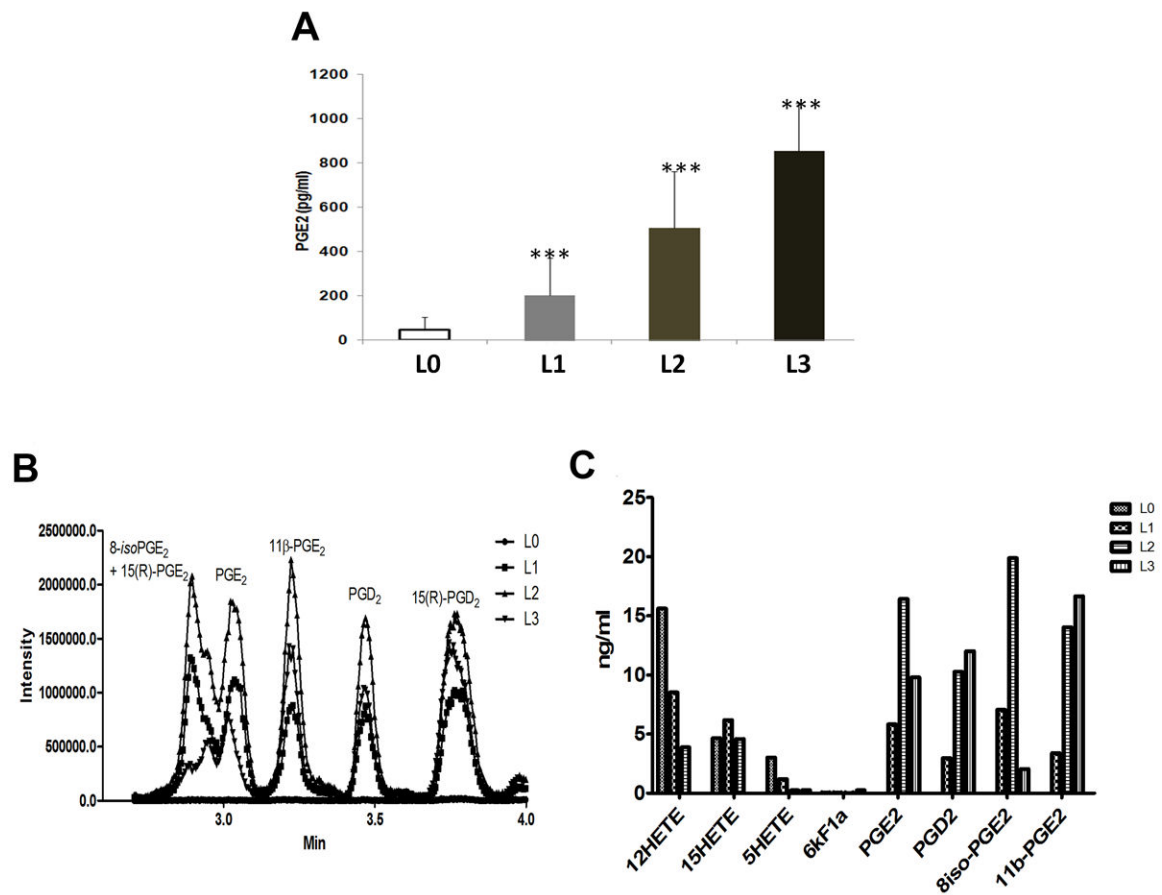 A
1200
1000
800
600
400
200
0
PGE2 (pg/ml)
***
***
***
***
L0
L1
L2
L3
B
2500000.0
2000000.0
1500000.0
1000000.0
500000.0
0.0
Intensity
8-isoPGE2
+ 15(R)-PGE2
PGE2
11β-PGE2
PGD2
15(R)-PGD2
L0
L1
L2
L3
3.0
3.5
4.0
Min
C
25
20
15
10
5
0
ng/ml
L0
L1
L2
L3
12HETE
15HETE
5HETE
6kF1a
PGE2
PGD2
8iso-PGE2
11b-PGE2